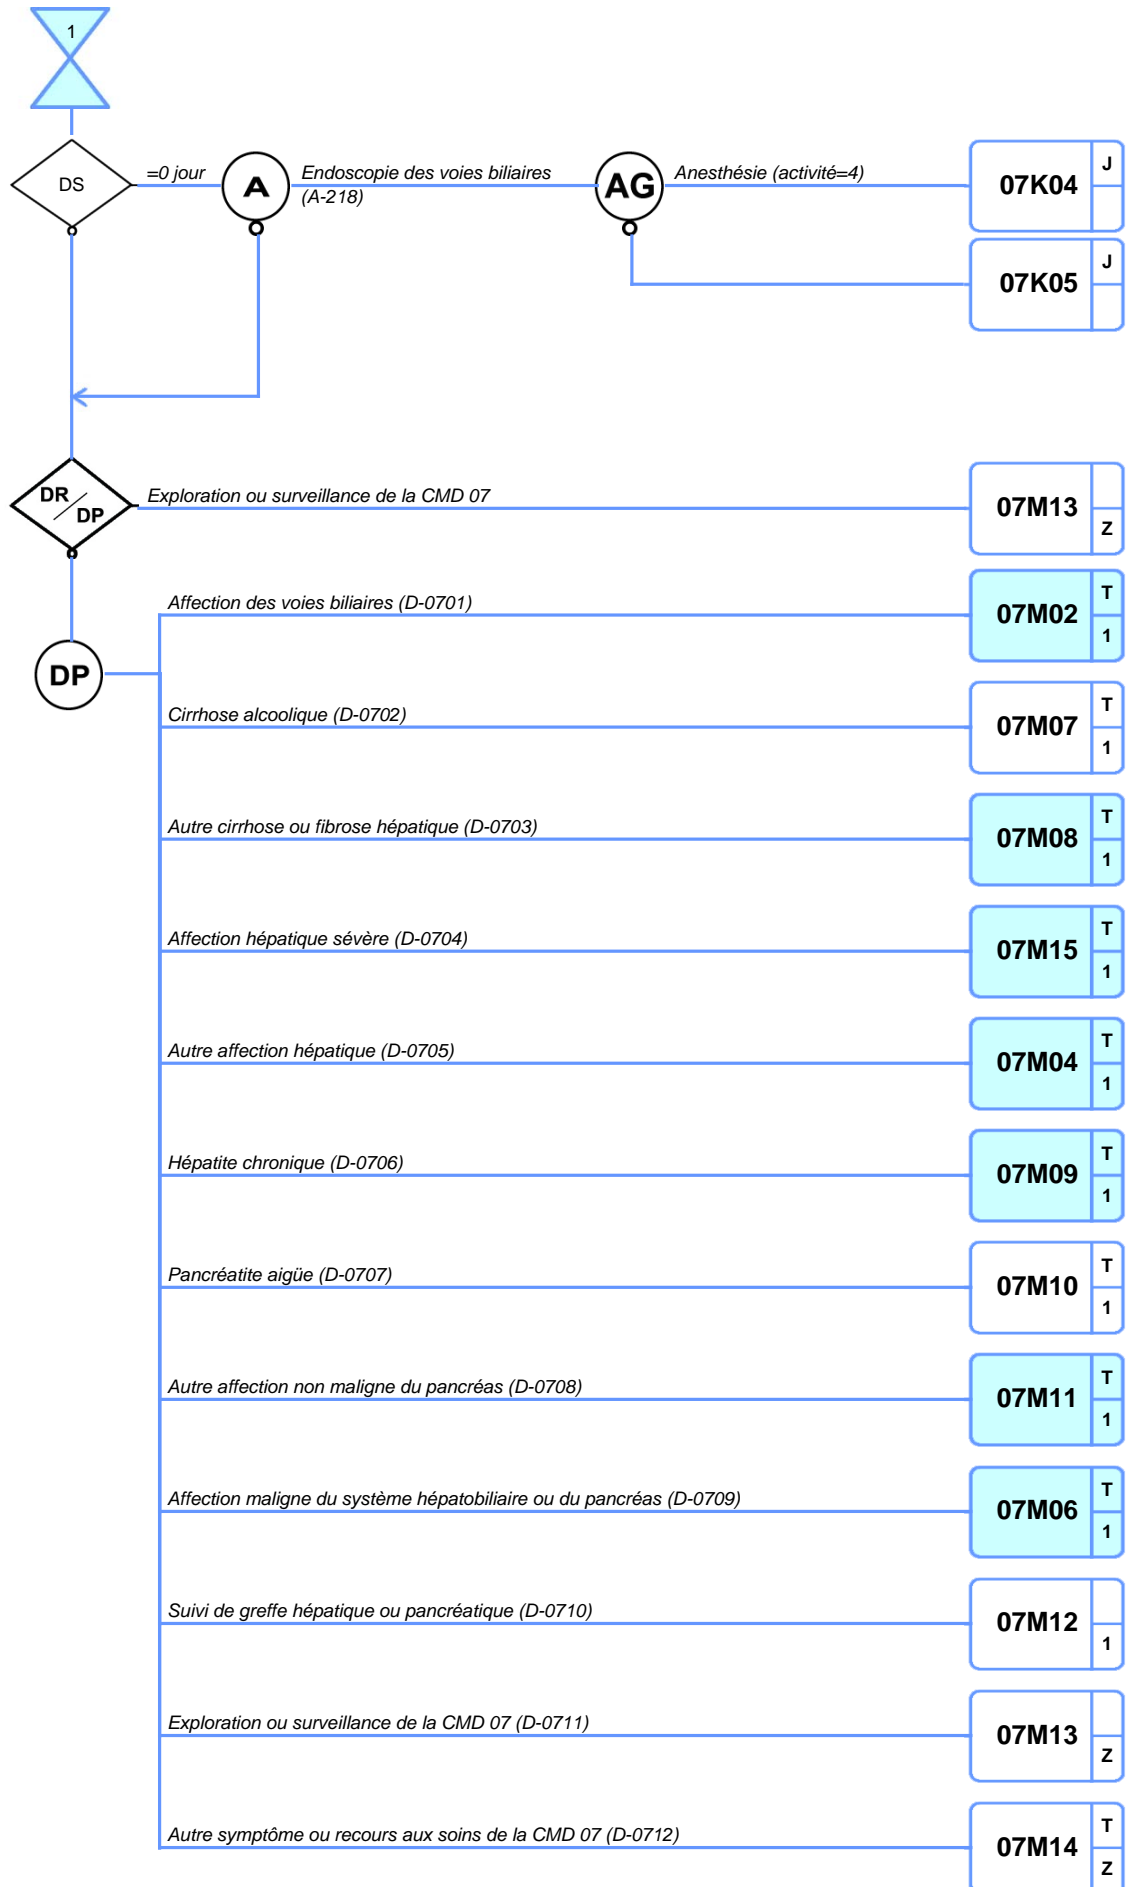 1
DS
=0 jour
A
Endoscopie des voies biliaires
(A-218)
AG
Anesthésie (activité=4)
07K04
J
07K05
J
DR
DP
Exploration ou surveillance de la CMD 07
07M13
Z
DP
Affection des voies biliaires (D-0701)
07M02
T
1
Cirrhose alcoolique (D-0702)
07M07
T
1
Autre cirrhose ou fibrose hépatique (D-0703)
07M08
T
1
Affection hépatique sévère (D-0704)
07M15
T
1
Autre affection hépatique (D-0705)
07M04
T
1
Hépatite chronique (D-0706)
07M09
T
1
Pancréatite aigüe (D-0707)
07M10
T
1
Autre affection non maligne du pancréas (D-0708)
07M11
T
1
Affection maligne du système hépatobiliaire ou du pancréas (D-0709)
07M06
T
1
Suivi de greffe hépatique ou pancréatique (D-0710)
07M12
1
Exploration ou surveillance de la CMD 07 (D-0711)
07M13
Z
Autre symptôme ou recours aux soins de la CMD 07 (D-0712)
07M14
T
Z